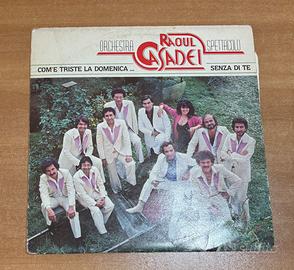 ORCHESTRA RAOUL CASADEI SPETTACOLO
COM'E TRISTE LA DOMENICA ... SENZA DI TE